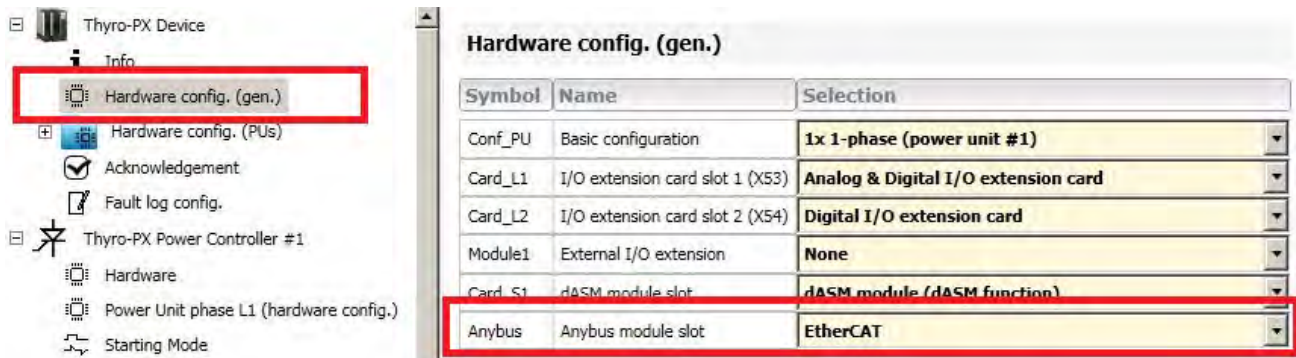 Thyro-PX Device
Info
Hardware config. (gen.)
Hardware config. (PUs)
Acknowledgement
Fault log config.
Thyro-PX Power Controller #1
Hardware
Power Unit phase L1 (hardware config.)
Starting Mode
Hardware config. (gen.)
Symbol Name Selection
Conf_PU Basic configuration 1x 1-phase (power unit #1)
Card_L1 I/O extension card slot 1 (X53) Analog & Digital I/O extension card
Card_L2 I/O extension card slot 2 (X54) Digital I/O extension card
Module1 External I/O extension None
Card_S1 dASM module slot dASM module (dASM function)
Anybus Anybus module slot EtherCAT